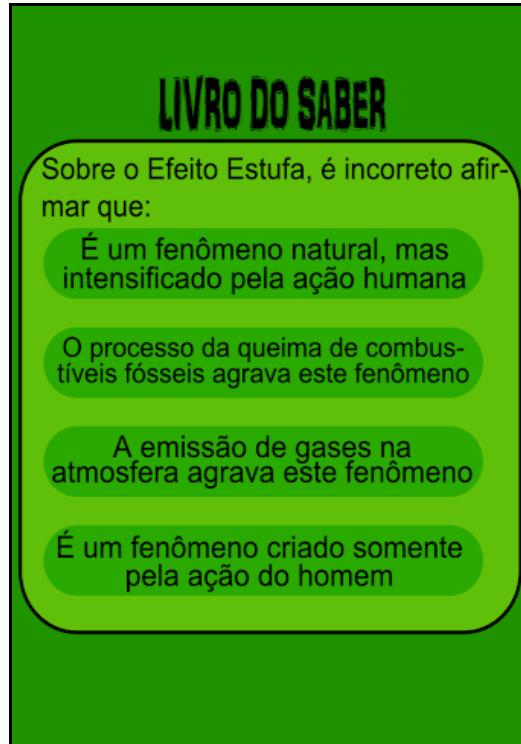 LIVRO DO SABER
Sobre o Efeito Estufa, é incorreto afir-
mar que:
É um fenômeno natural, mas
intensificado pela ação humana
O processo da queima de combus-
tíveis fósseis agrava este fenômeno
A emissão de gases na
atmosfera agrava este fenômeno
É um fenômeno criado somente
pela ação do homem